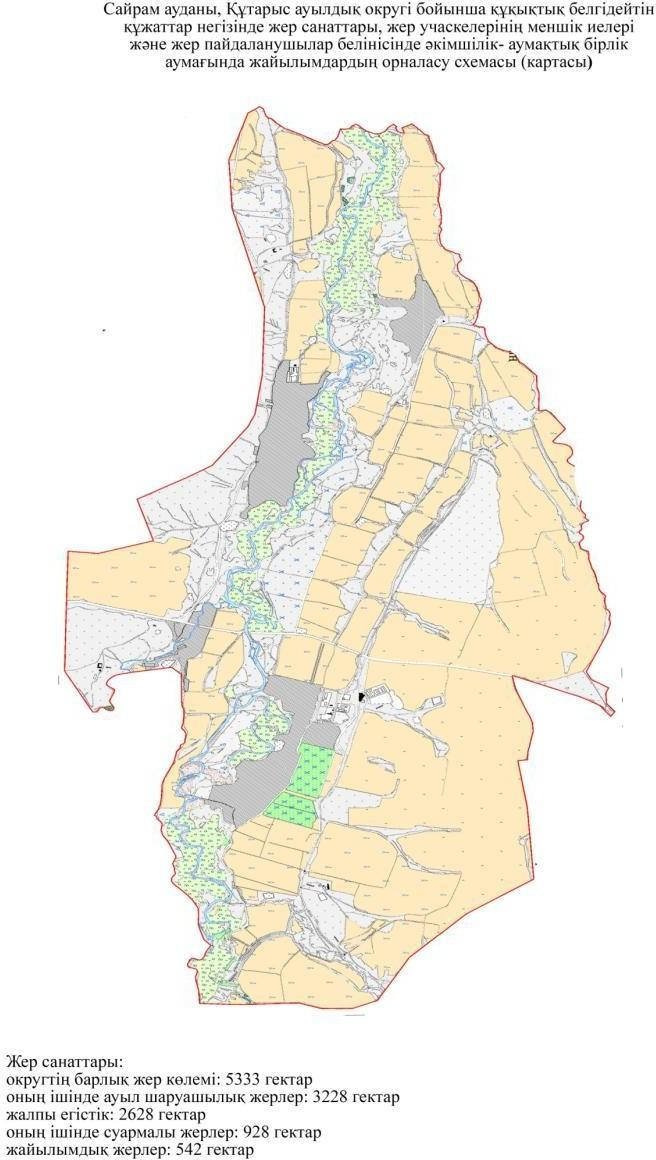 Сайрам ауданы, Құтарыс ауылдық округі бойынша құқықтық белгідейтін
құжаттар негізінде жер санаттары, жер учаскелерінің меншік иелері
және жер пайдаланушылар белінісінде әкімшілік- аумақтық бірлік
аумағында жайылымдардың орналасу схемасы (картасы)
Жер санаттары:
округтің барлық жер көлемі: 5333 гектар
оның ішінде ауыл шаруашылық жерлер: 3228 гектар
жалпы егістік: 2628 гектар
оның ішінде суармалы жерлер: 928 гектар
жайылымдық жерлер: 542 гектар